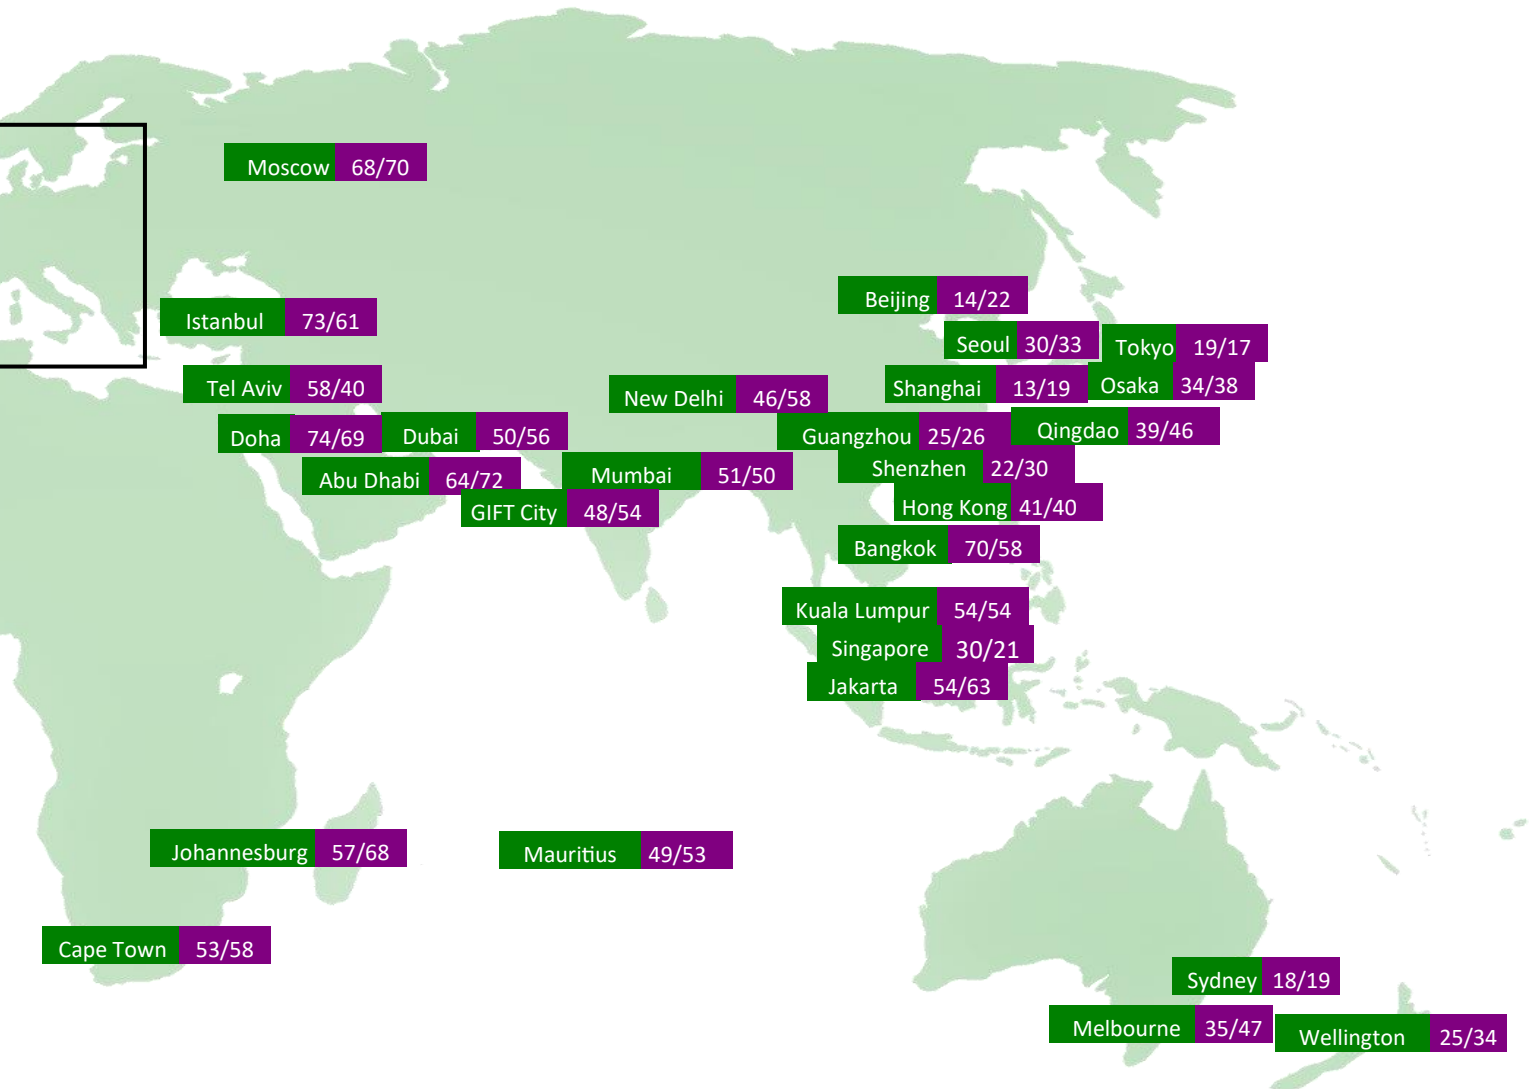 Moscow 68/70
Beijing 14/22
Istanbul 73/61
Seoul 30/33
Tokyo 19/17
Tel Aviv 58/40
New Delhi 46/58
Shanghai 13/19
Osaka 34/38
Doha 74/69
Dubai 50/56
Guangzhou 25/26
Qingdao 39/46
Abu Dhabi 64/72
Mumbai 51/50
Shenzhen 22/30
GIFT City 48/54
Hong Kong 41/40
Bangkok 70/58
Kuala Lumpur 54/54
Singapore 30/21
Jakarta 54/63
Johannesburg 57/68
Mauritius 49/53
Cape Town 53/58
Sydney 18/19
Melbourne 35/47
Wellington 25/34